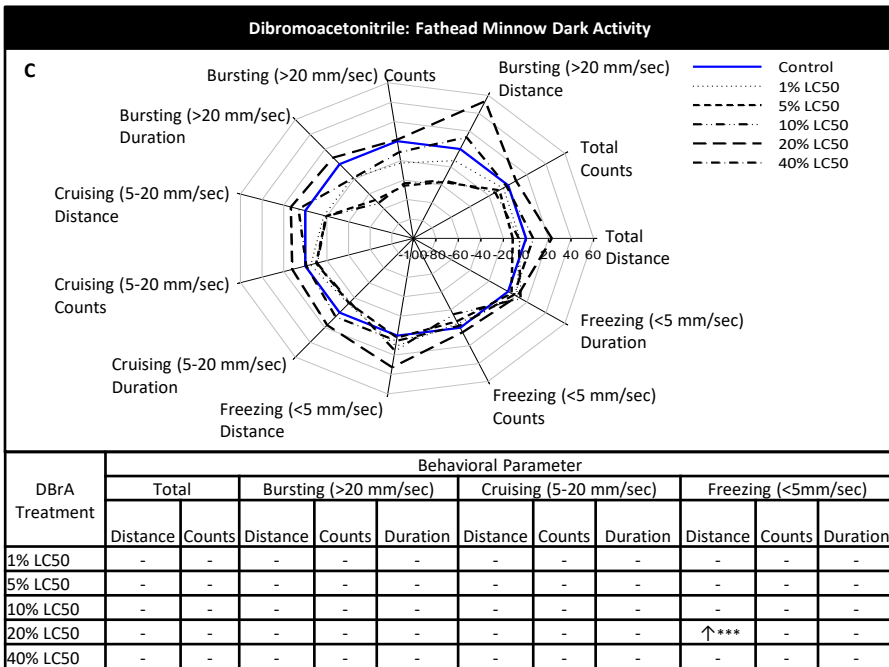 Dibromoacetonitrile: Fathead Minnow Dark Activity
C
Bursting (>20 mm/sec) Counts
Bursting (>20 mm/sec)
Distance
Control
1% LC50
5% LC50
10% LC50
20% LC50
40% LC50
Bursting (>20 mm/sec)
Duration
Total
Counts
Cruising (5-20 mm/sec)
Distance
-100 -80 -60 -40 -20 0 20 40 60
Total
Distance
Cruising (5-20 mm/sec)
Counts
Freezing (<5 mm/sec)
Duration
Cruising (5-20 mm/sec)
Duration
Freezing (<5 mm/sec)
Counts
Freezing (<5 mm/sec)
Distance
DBrA Treatment Behavioral Parameter
Total Bursting (>20 mm/sec) Cruising (5-20 mm/sec) Freezing (<5mm/sec)
Distance Counts Distance Counts Duration Distance Counts Duration Distance Counts Duration
1% LC50 - - - - - - - - - - -
5% LC50 - - - - - - - - - - -
10% LC50 - - - - - - - - - - -
20% LC50 - - - - - - - - ↑*** - -
40% LC50 - - - - - - - - - - -